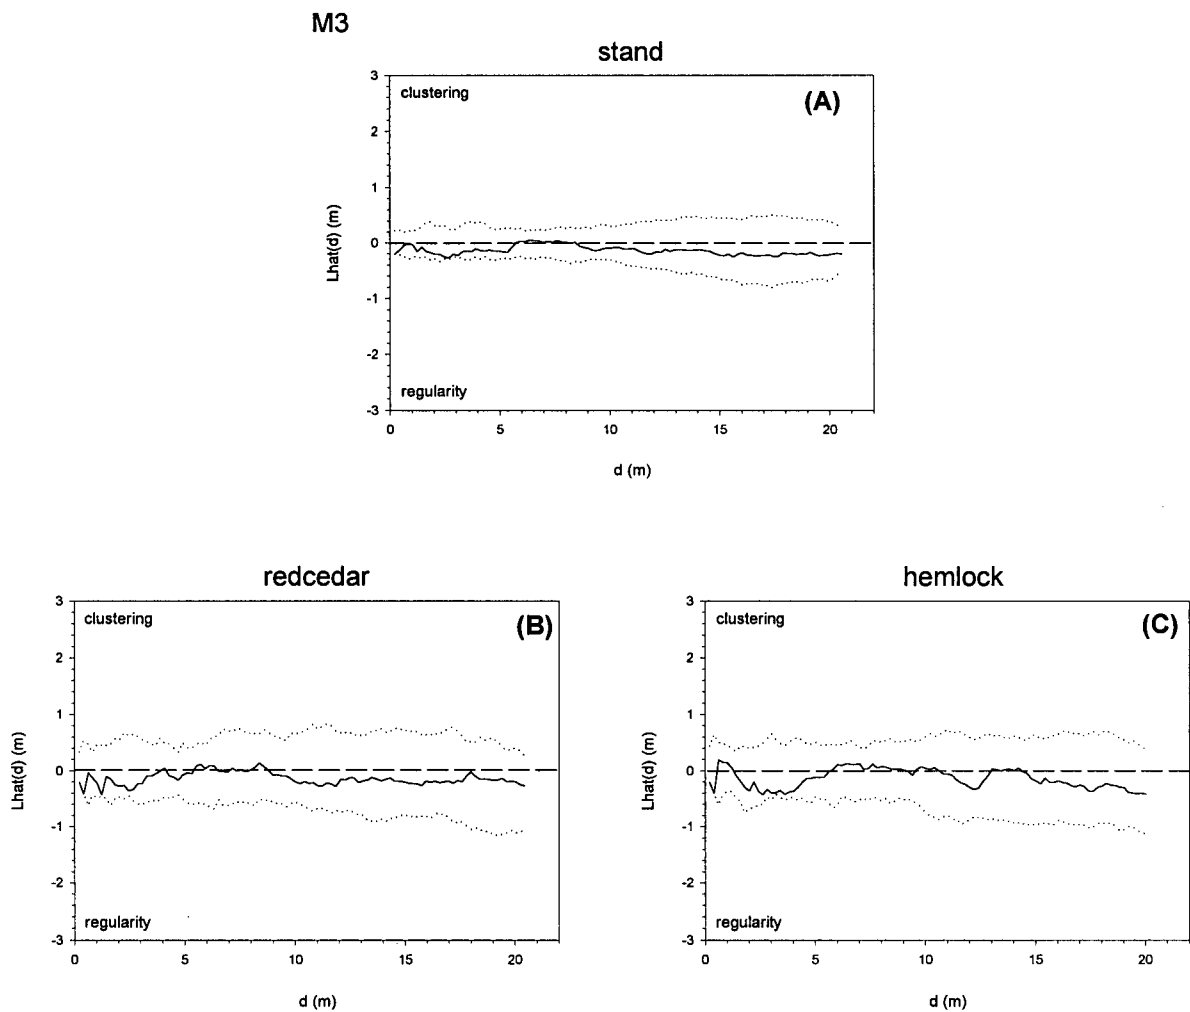 M3
stand
3
clustering
(A)
2
1
0
-1
-2
regularity
-3
0 5 10 15 20
Lhat(d) (m)
d (m)
redcedar
3
clustering
(B)
2
1
0
-1
-2
regularity
-3
0 5 10 15 20
Lhat(d) (m)
d (m)
hemlock
3
clustering
(C)
2
1
0
-1
-2
regularity
-3
0 5 10 15 20
Lhat(d) (m)
d (m)